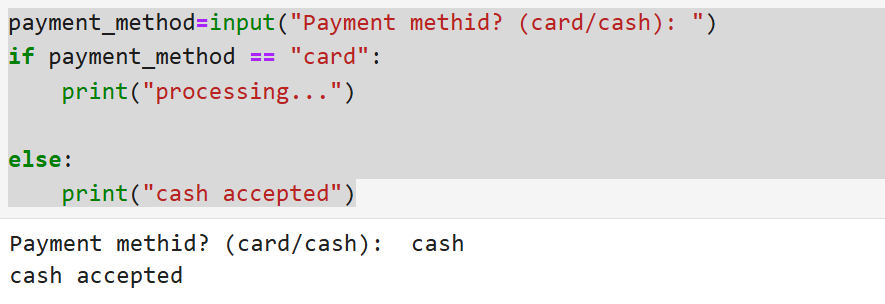 payment_method=input("Payment methid? (card/cash): ")
if payment_method == "card":
    print("processing...")
else:
    print("cash accepted")
Payment methid? (card/cash):  cash
cash accepted